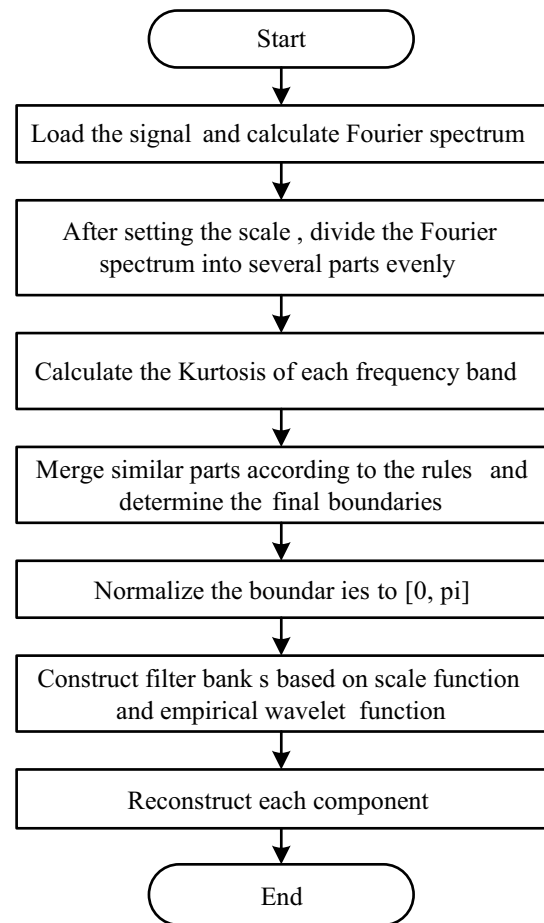 Start
Load the signal and calculate Fourier spectrum
After setting the scale , divide the Fourier
spectrum into several parts evenly
Calculate the Kurtosis of each frequency band
Merge similar parts according to the rules and
determine the final boundaries
Normalize the boundar ies to [0, pi]
Construct filter bank s based on scale function
and empirical wavelet function
Reconstruct each component
End